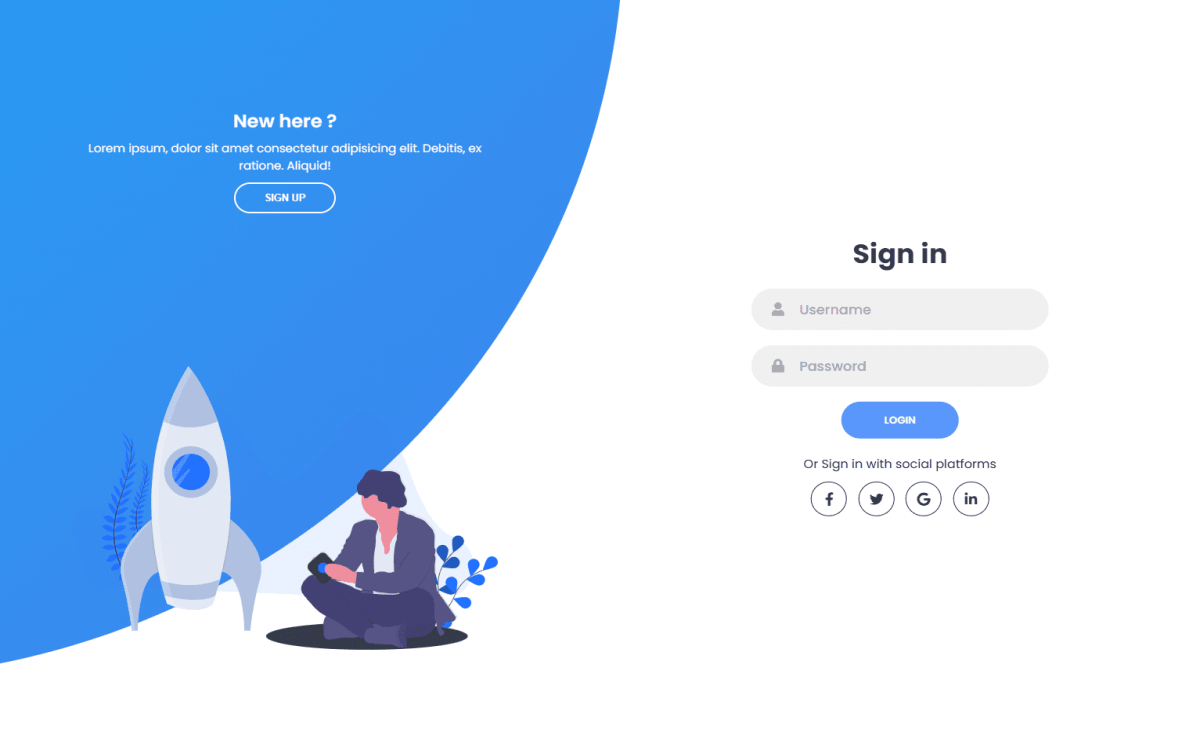 New here ?
Lorem ipsum, dolor sit amet consectetur adipisicing elit. Debitis, ex
ratione. Aliquid!
SIGN UP
Sign in
Username
Password
LOGIN
Or Sign in with social platforms